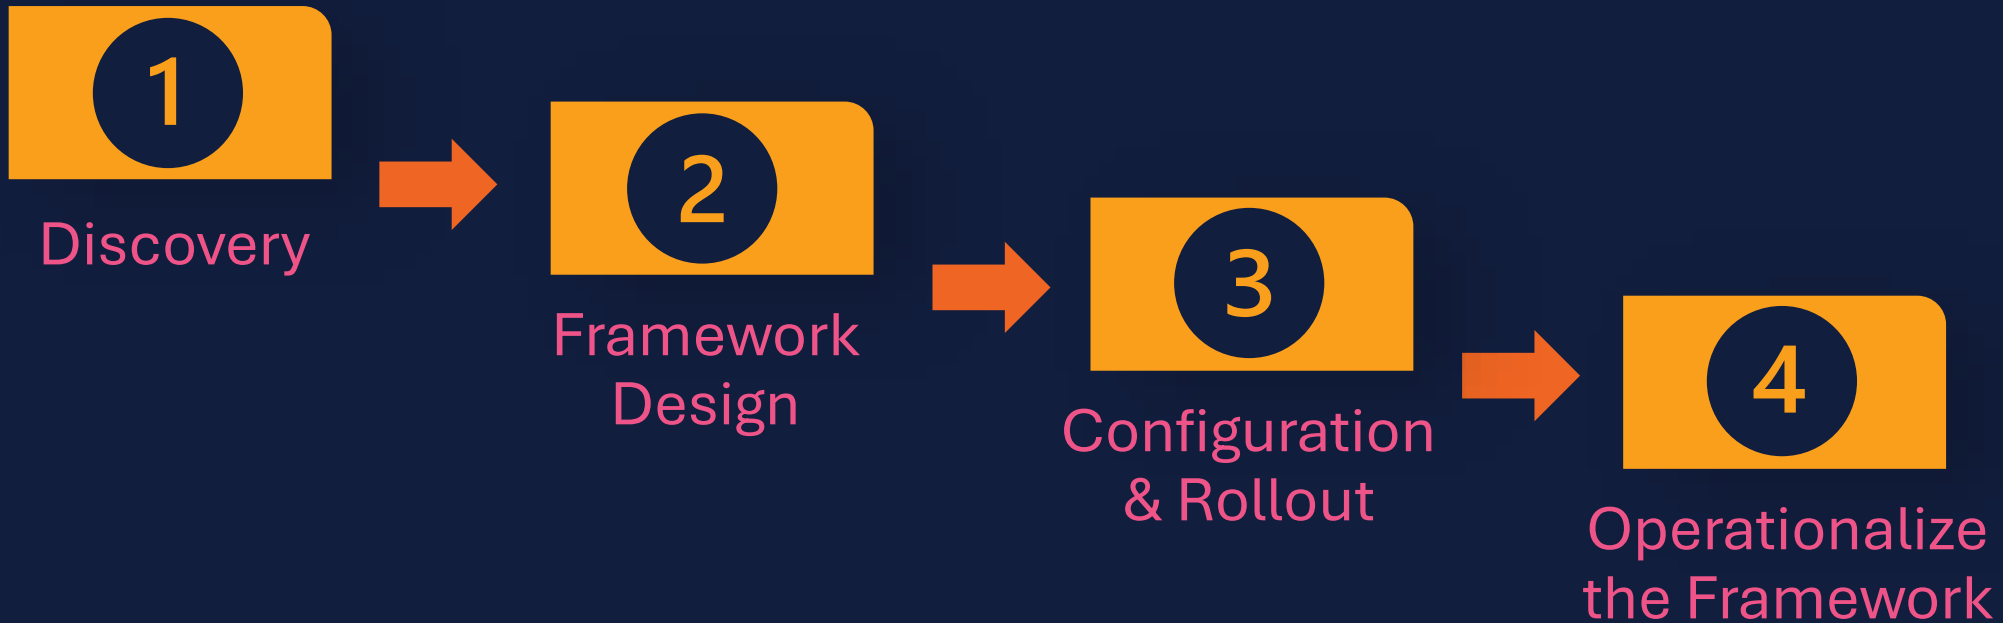 1
Discovery
2
Framework
Design
3
Configuration
& Rollout
4
Operationalize
the Framework